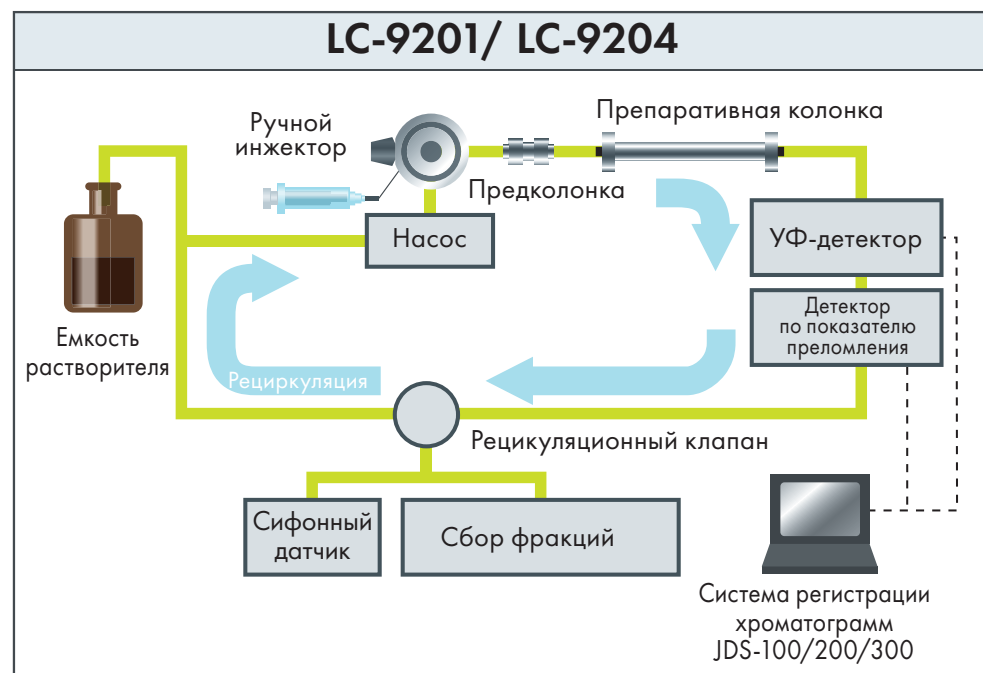 LC-9201/ LC-9204
Ручной
инжектор
Препаративная колонка
Предколонка
Насос
УФ-детектор
Детектор
по показателю
преломления
Емкость
растворителя
Рециркуляция
Рецикуляционный клапан
Сифонный
датчик
Сбор фракций
Система регистрации
хроматограмм
JDS-100/200/300